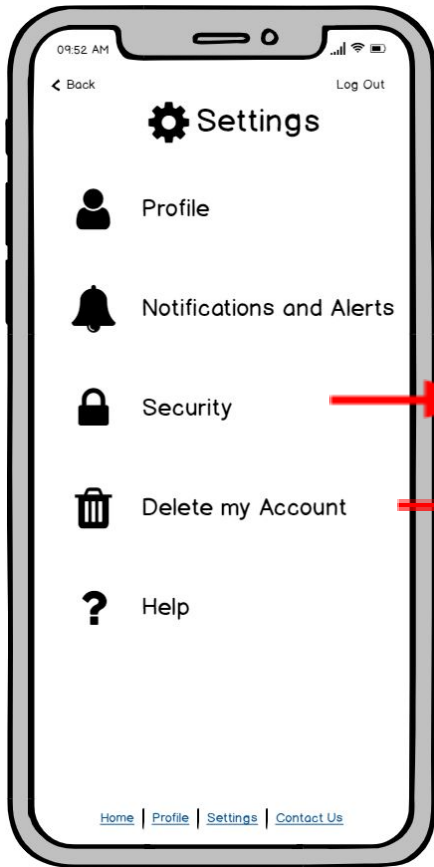 09:52 AM
Back Log Out
Settings
Profile
Notifications and Alerts
Security
Delete my Account
? Help
Home | Profile | Settings | Contact Us